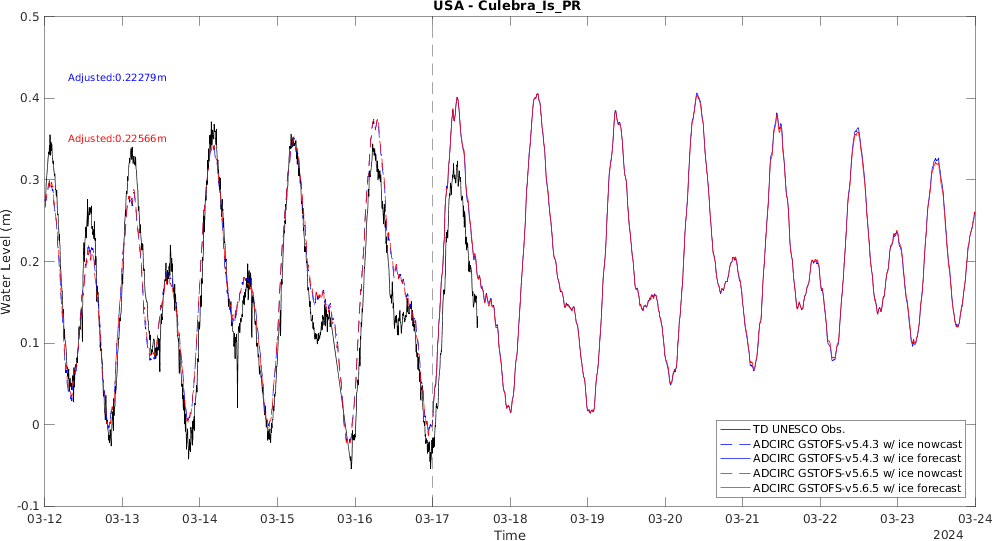 USA - Culebra_Is_PR
0.5
0.4
0.3
0.2
0.1
0
-0.1
Water Level (m)
Adjusted:0.22279m
Adjusted:0.22566m
TD UNESCO Obs.
ADCIRC GSTOFS-v5.4.3 w/ ice nowcast
ADCIRC GSTOFS-v5.4.3 w/ ice forecast
ADCIRC GSTOFS-v5.6.5 w/ ice nowcast
ADCIRC GSTOFS-v5.6.5 w/ ice forecast
03-12 03-13 03-14 03-15 03-16 03-17 03-18 03-19 03-20 03-21 03-22 03-23 03-24
Time
2024